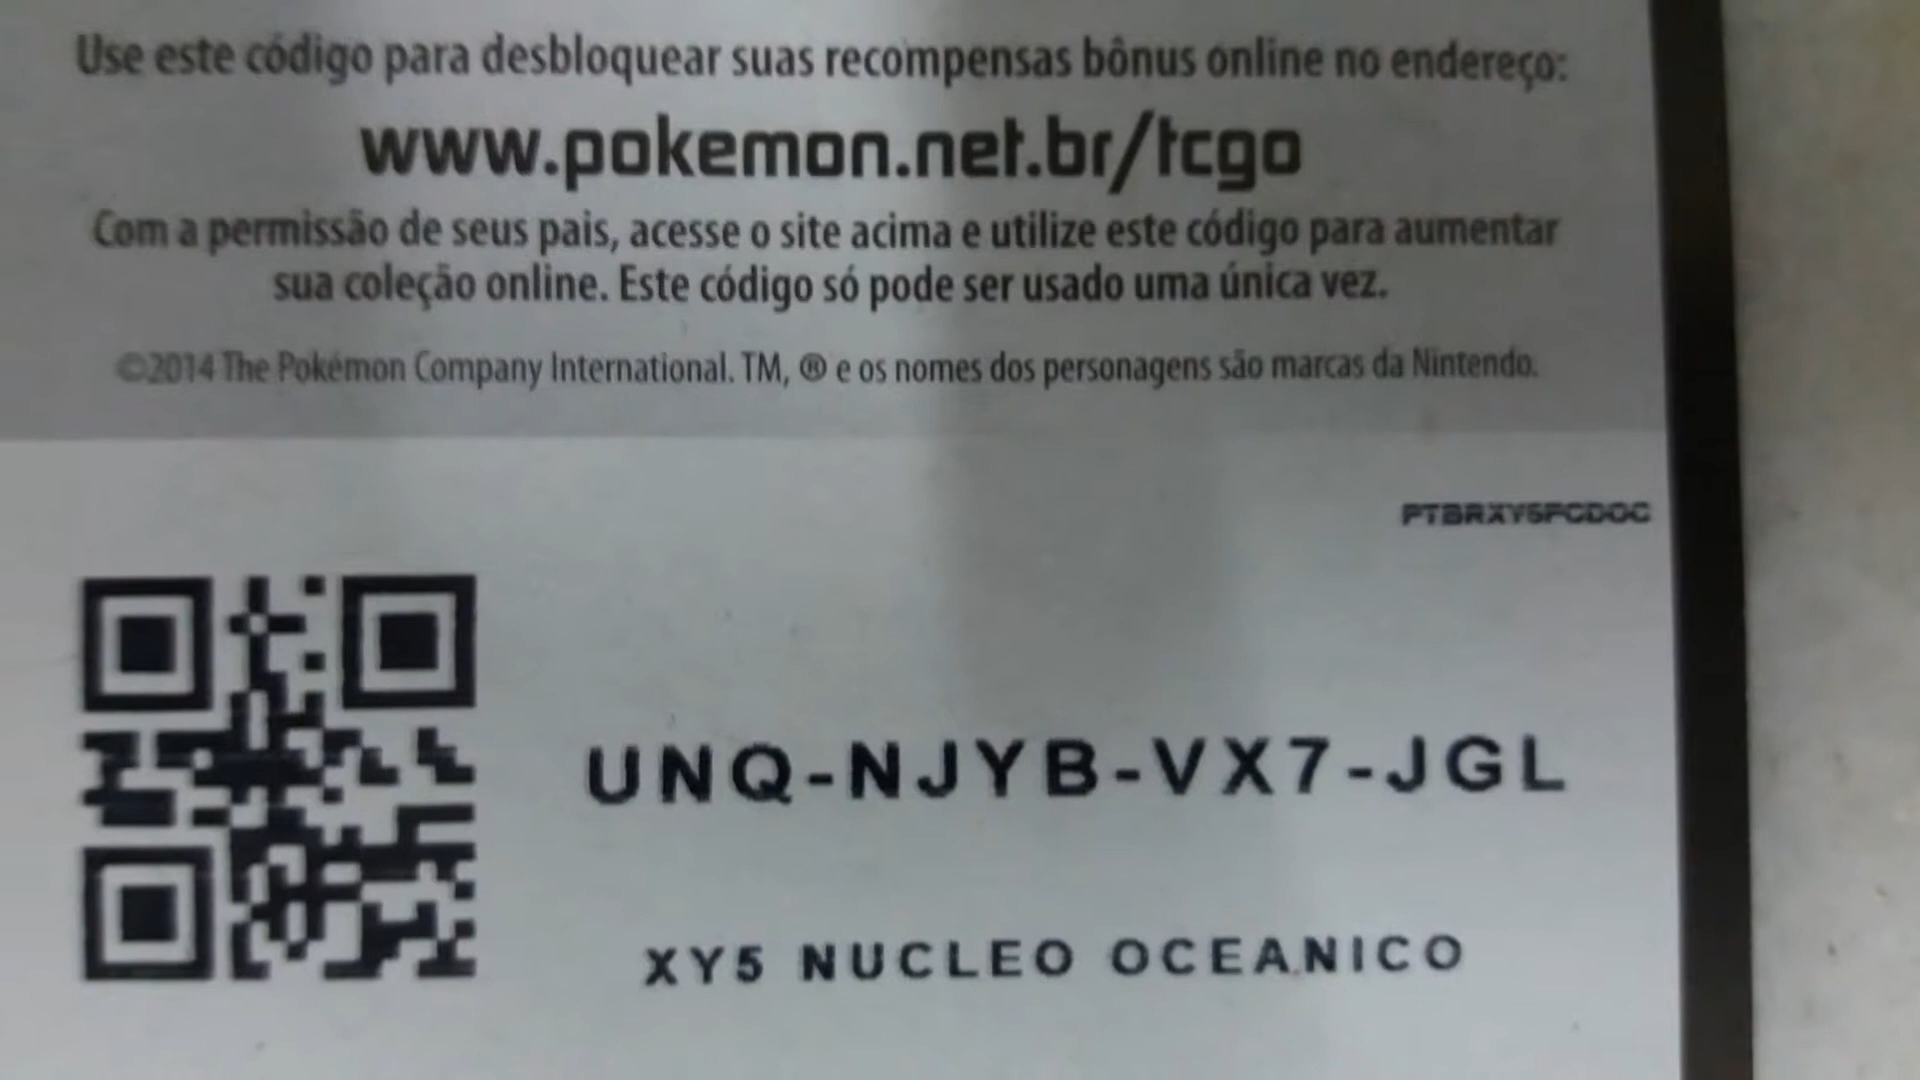 Use este código para desbloquear suas recompensas bônus online no endereço:
www.pokemon.net.br/tcgo
Com a permissão de seus pais, acesse o site acima e utilize este código para aumentar
sua coleção online. Este código só pode ser usado uma única vez.
©2014 The Pokémon Company International. TM, ® e os nomes dos personagens são marcas da Nintendo.
PTBRXY5PCDOC
UNQ-NJYB-VX7-JGL
XY5 NUCLEO OCEANICO